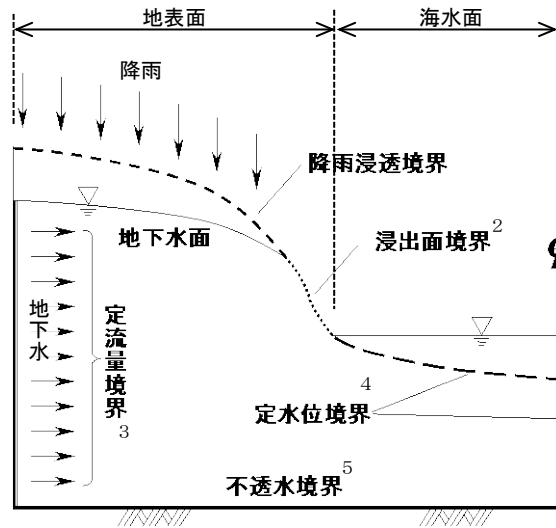 地表面
海水面
降雨
降雨浸透境界
浸出面境界2
地下水面
地下水
定流量境界3
定水位境界4
不透水境界5